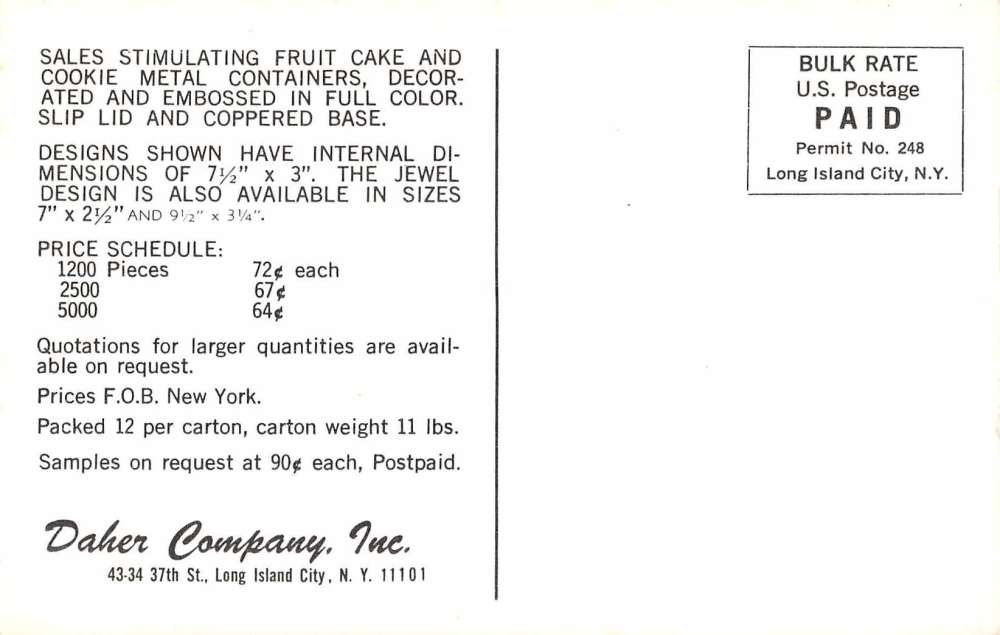 SALES STIMULATING FRUIT CAKE AND
COOKIE METAL CONTAINERS, DECOR-
ATED AND EMBOSSED IN FULL COLOR.
SLIP LID AND COPPERED BASE.
DESIGNS SHOWN HAVE INTERNAL DI-
MENSIONS OF 7½" x 3". THE JEWEL
DESIGN IS ALSO AVAILABLE IN SIZES
7" x 2½" AND 9½" x 3¼".
PRICE SCHEDULE:
1200 Pieces 72¢ each
2500 67¢
5000 64¢
Quotations for larger quantities are avail-
able on request.
Prices F.O.B. New York.
Packed 12 per carton, carton weight 11 lbs.
Samples on request at 90¢ each, Postpaid.
Daher Company, Inc.
43-34 37th St., Long Island City, N. Y. 11101
BULK RATE
U.S. Postage
PAID
Permit No. 248
Long Island City, N.Y.